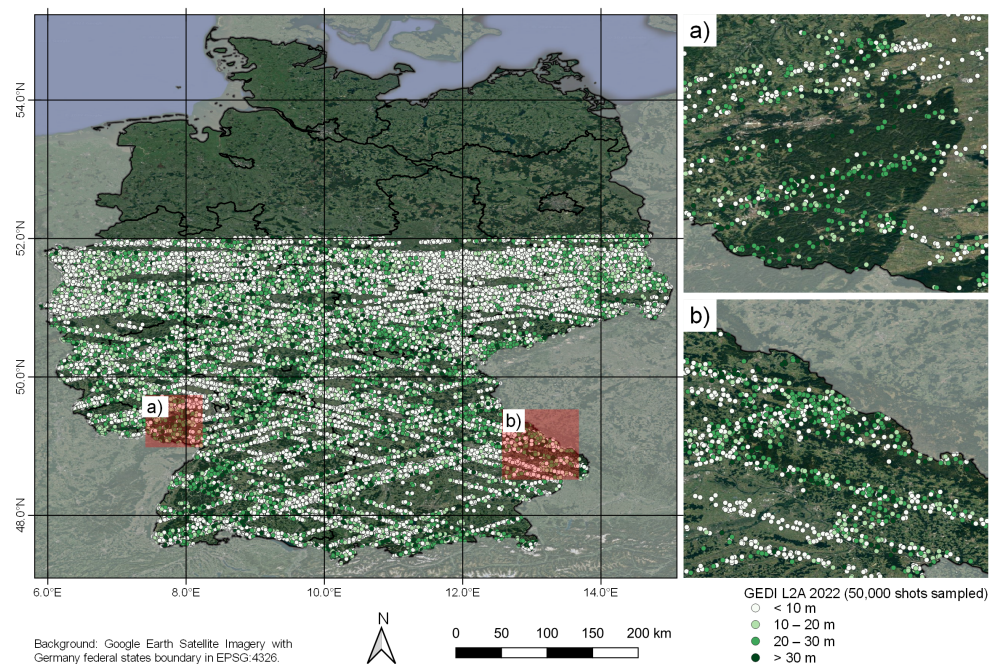 54.0°N
52.0°N
50.0°N
48.0°N
6.0°E
8.0°E
10.0°E
12.0°E
14.0°E
a)
b)
a)
b)
N
0 50 100 150 200 km
Background: Google Earth Satellite Imagery with
Germany federal states boundary in EPSG:4326.
GEDI L2A 2022 (50,000 shots sampled)
< 10 m
10 – 20 m
20 – 30 m
> 30 m